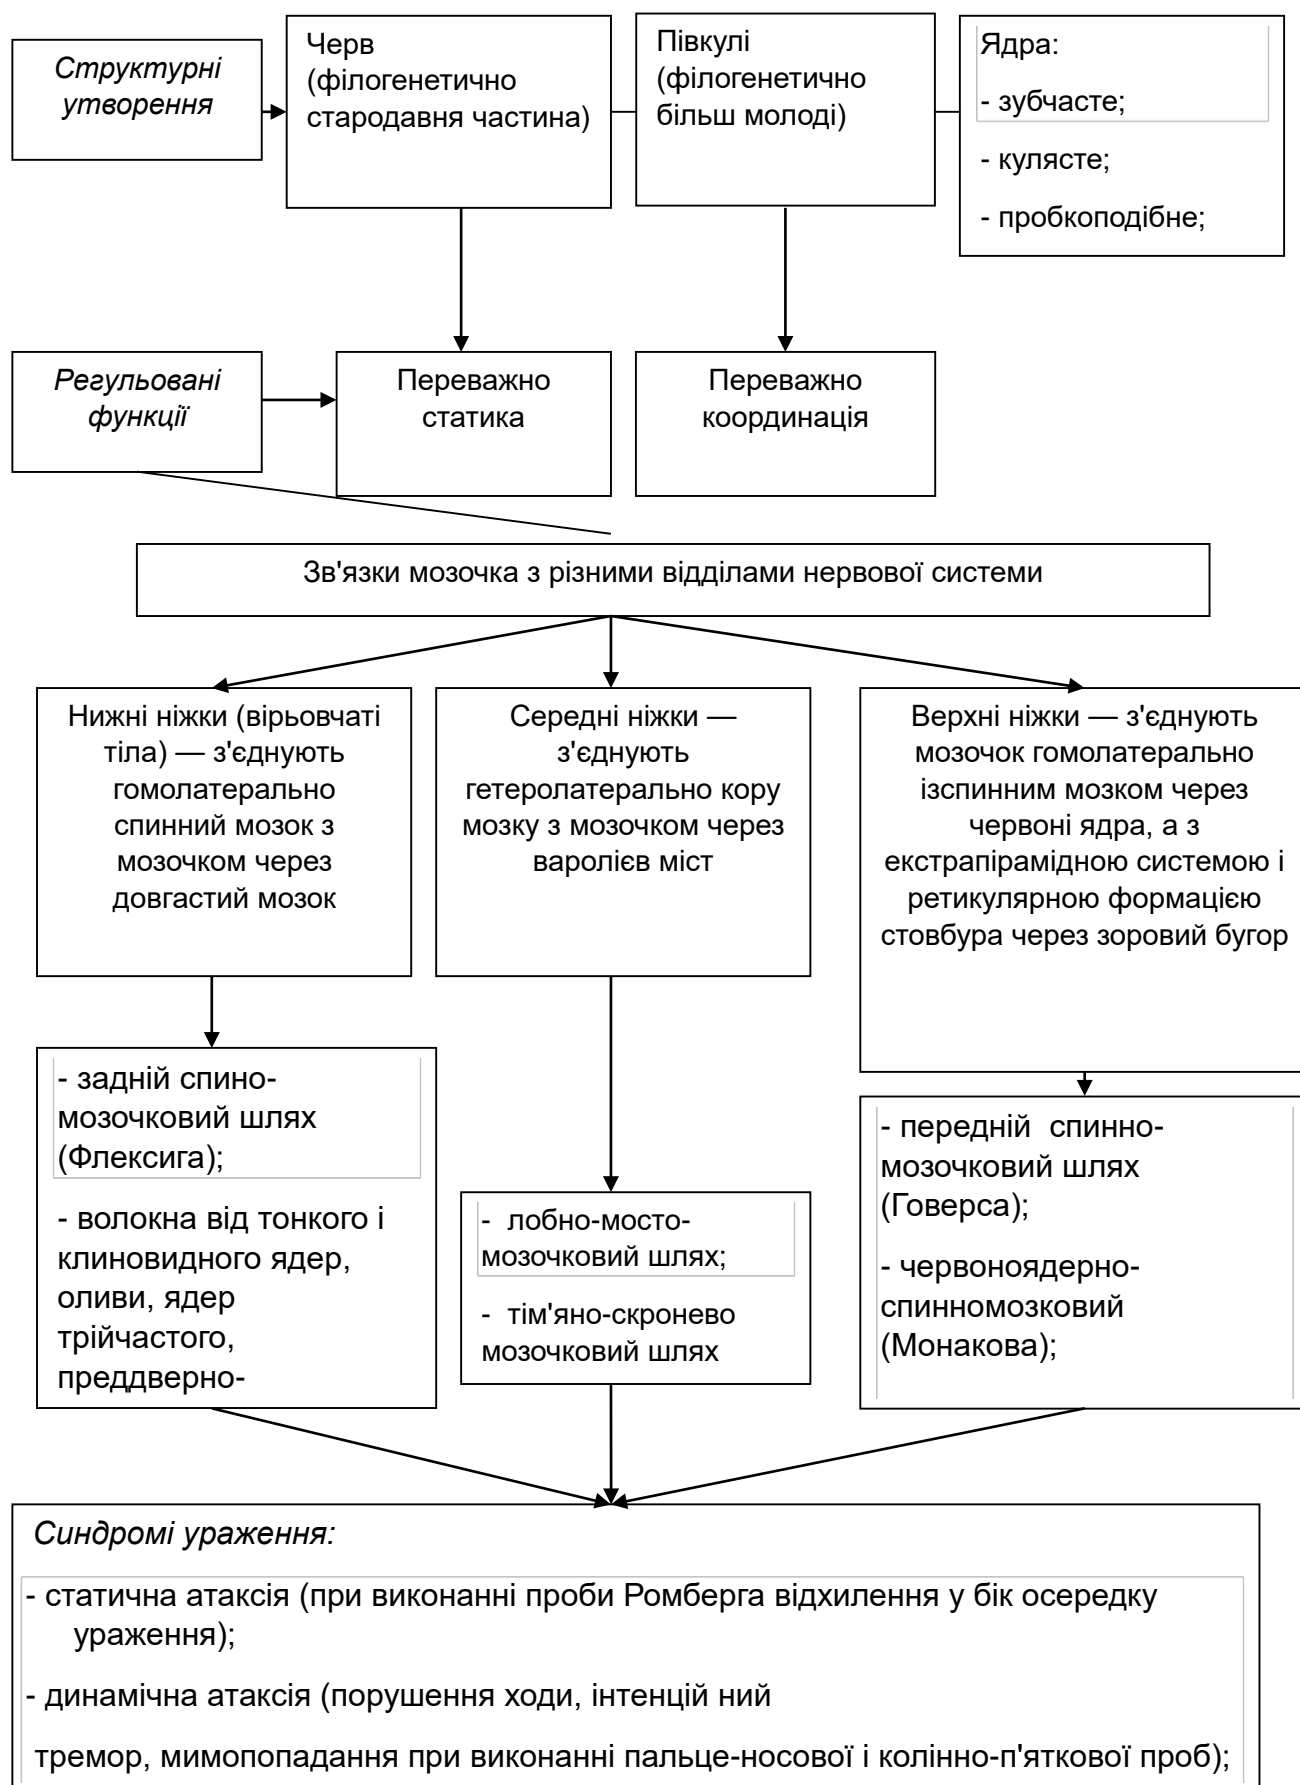 Структурні
утворення
Черв
(філогенетично
стародавня частина)
Півкулі
(філогенетично
більш молоді)
Ядра:
- зубчасте;
- кулясте;
- пробкоподібне;
Регульовані
функції
Переважно
статика
Переважно
координація
Зв'язки мозочка з різними відділами нервової системи
Нижні ніжки (вірьовчаті
тіла) — з'єднують
гомолатерально
спинний мозок з
мозочком через
довгастий мозок
Середні ніжки —
з'єднують
гетеролатерально кору
мозку з мозочком через
варолієв міст
Верхні ніжки — з'єднують
мозочок гомолатерально
ізспинним мозком через
червоні ядра, а з
екстрапірамідною системою і
ретикулярною формацією
стовбура через зоровий бугор
- задній спино-
мозочковий шлях
(Флексига);
- волокна від тонкого і
клиновидного ядер,
оливи, ядер
трійчастого,
преддверно-
- лобно-мосто-
мозочковий шлях;
- тім'яно-скронево
мозочковий шлях
- передній спинно-
мозочковий шлях
(Говерса);
- червоноядерно-
спинномозковий
(Монакова);
Синдромі ураження:
- статична атаксія (при виконанні проби Ромберга відхилення у бік осередку
ураження);
- динамічна атаксія (порушення ходи, інтенцій ний
тремор, мимопопадання при виконанні пальце-носової і колінно-п'яткової проб);